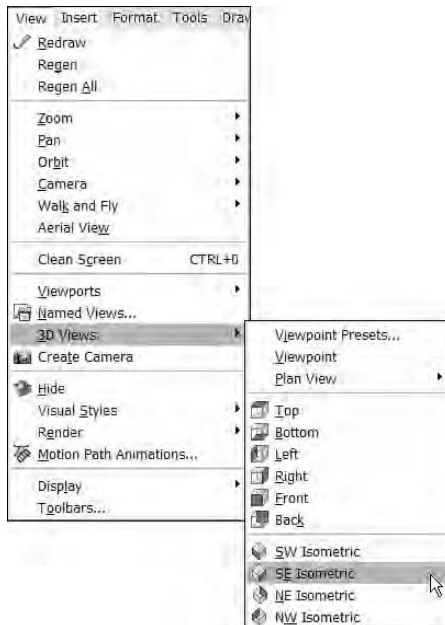 View Insert Format Tools Draw
Redraw
Regen
Regen All
Zoom
Pan
Orbit
Camera
Walk and Fly
Aerial View
Clean Screen CTRL+0
Viewports
Named Views...
3D Views
Create Camera
Hide
Visual Styles
Render
Motion Path Animations...
Display
Toolbars...
Viewpoint Presets...
Viewpoint
Plan View
Top
Bottom
Left
Right
Front
Back
SW Isometric
SE Isometric
NE Isometric
NW Isometric